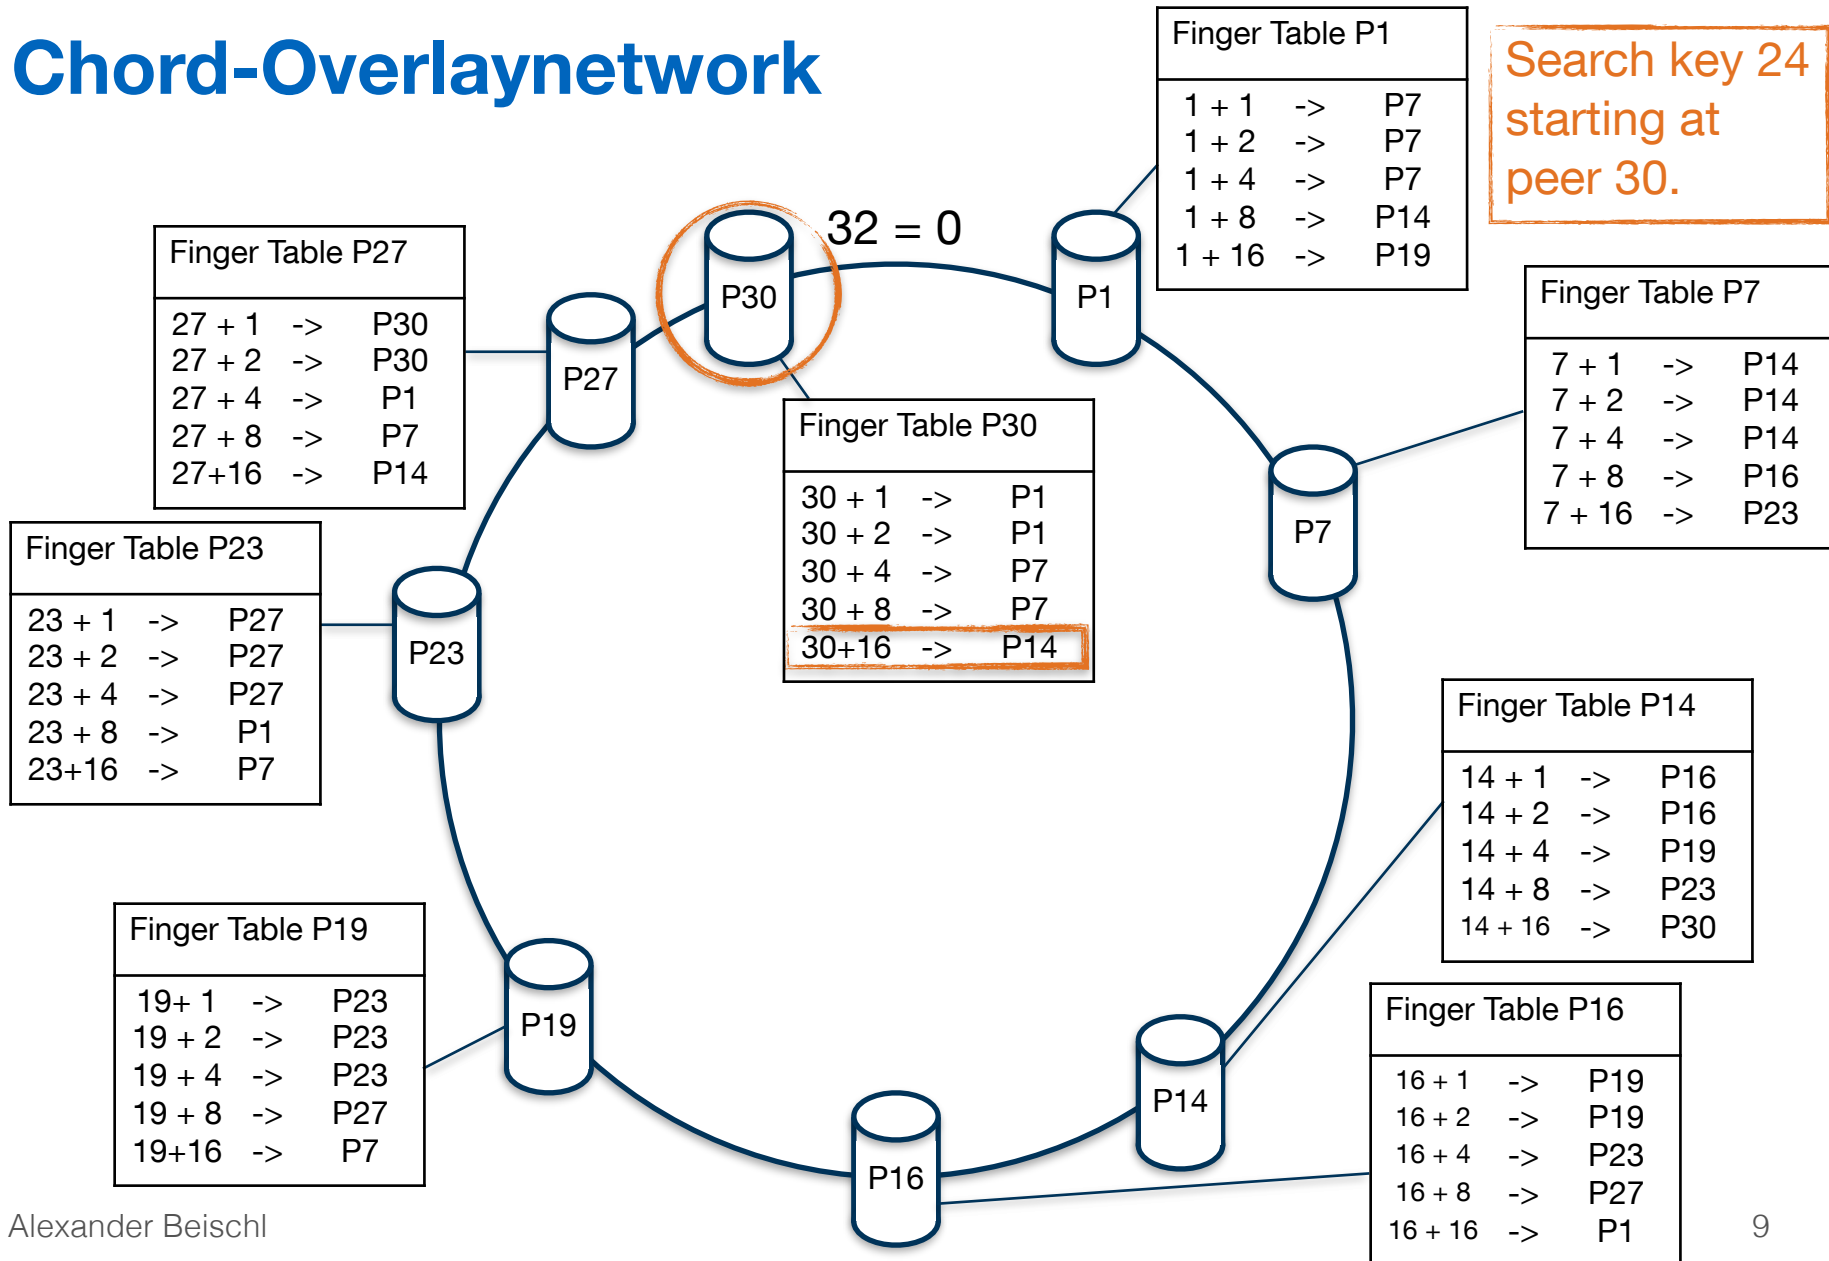 Chord-Overlaynetwork
Search key 24
starting at
peer 30.
Finger Table P1
1 + 1 -> P7
1 + 2 -> P7
1 + 4 -> P7
1 + 8 -> P14
1 + 16 -> P19
32 = 0
P30
P1
P27
P7
P23
P19
P14
P16
Finger Table P27
27 + 1 -> P30
27 + 2 -> P30
27 + 4 -> P1
27 + 8 -> P7
27+16 -> P14
Finger Table P7
7 + 1 -> P14
7 + 2 -> P14
7 + 4 -> P14
7 + 8 -> P16
7 + 16 -> P23
Finger Table P30
30 + 1 -> P1
30 + 2 -> P1
30 + 4 -> P7
30 + 8 -> P7
30+16 -> P14
Finger Table P23
23 + 1 -> P27
23 + 2 -> P27
23 + 4 -> P27
23 + 8 -> P1
23+16 -> P7
Finger Table P14
14 + 1 -> P16
14 + 2 -> P16
14 + 4 -> P19
14 + 8 -> P23
14 + 16 -> P30
Finger Table P19
19+ 1 -> P23
19 + 2 -> P23
19 + 4 -> P23
19 + 8 -> P27
19+16 -> P7
Finger Table P16
16 + 1 -> P19
16 + 2 -> P19
16 + 4 -> P23
16 + 8 -> P27
16 + 16 -> P1
Alexander Beischl
9